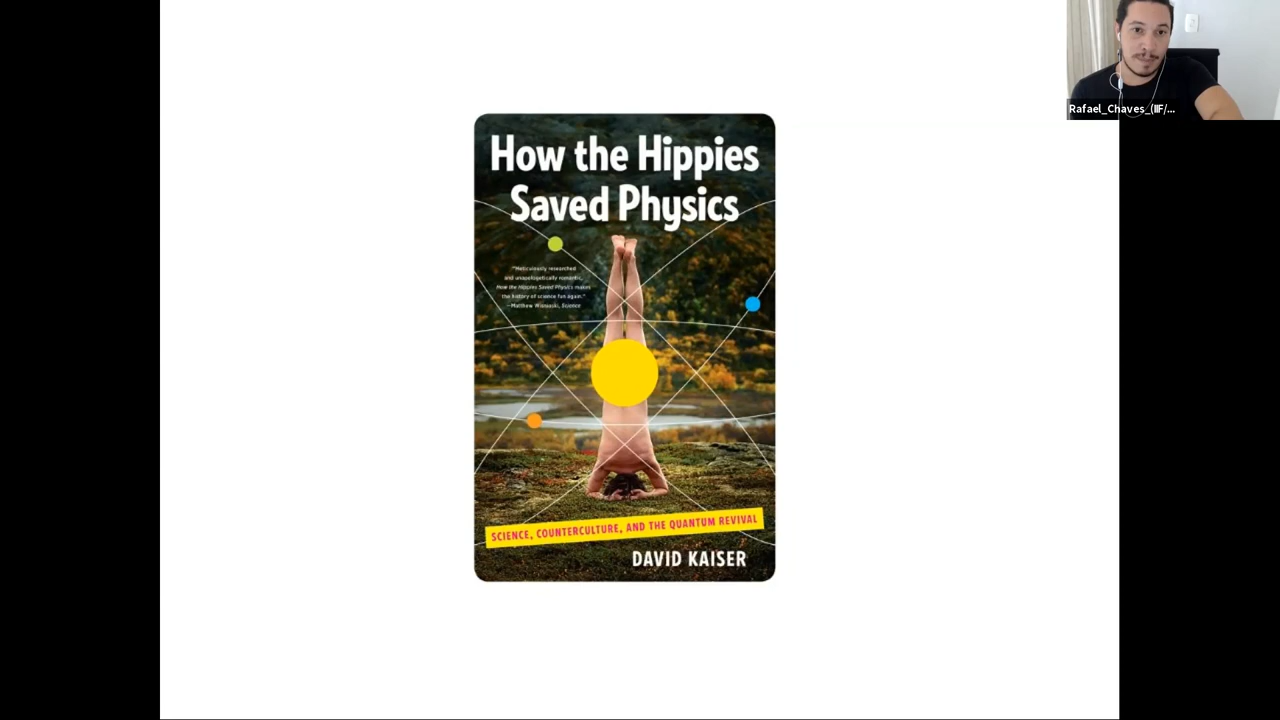 How the Hippies
Saved Physics
"Meticulously researched
and unapologetically romantic,
How the Hippies Saved Physics makes
the history of science fun again."
—Matthew Wisnioski, Science
SCIENCE, COUNTERCULTURE, AND THE QUANTUM REVIVAL
DAVID KAISER
Rafael_Chaves_(IIF/...